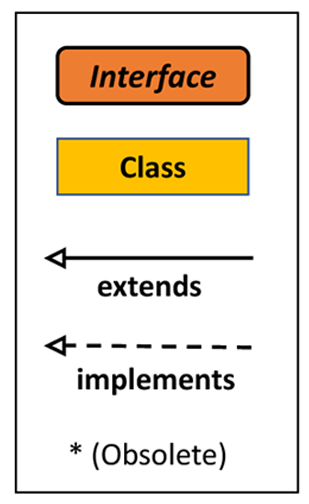 Interface
Class
extends
implements
* (Obsolete)